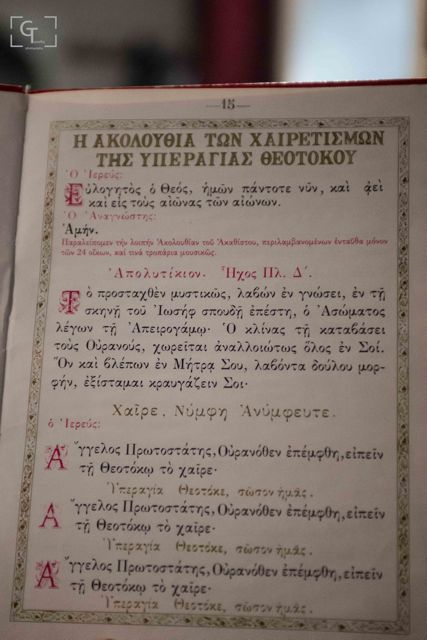 GT
15
Η ΑΚΟΛΟΥΘΙΑ ΤΩΝ ΧΑΙΡΕΤΙΣΜΩΝ
ΤΗΣ ΥΠΕΡΑΓΙΑΣ ΘΕΟΤΟΚΟΥ
Ὁ Ἱερεύς:
Εὐλογητὸς ὁ Θεός, ἡμῶν πάντοτε νῦν, καὶ ἀεὶ
καὶ εἰς τοὺς αἰῶνας τῶν αἰώνων.
Ὁ Ἀναγνώστης:
Ἀμήν.
Παραλείπομεν τὴν λοιπὴν Ἀκολουθίαν τοῦ Ἀκαθίστου, περιλαμβανομένων ἐνταῦθα μόνον
τῶν 24 οἴκων, καὶ τινὰ τροπάρια μουσικῶς.
Ἀπολυτίκιον. Ἦχος Πλ. Δ΄.
Τὸ προσταχθὲν μυστικῶς, λαβὼν ἐν γνώσει, ἐν τῇ
σκηνῇ τοῦ Ἰωσὴφ σπουδῇ ἐπέστη, ὁ Ἀσώματος
λέγων τῇ Ἀπειρογάμῳ· Ὁ κλίνας τῇ καταβάσει
τοὺς Οὐρανούς, χωρεῖται ἀναλλοιώτως ὅλος ἐν Σοί.
Ὃν καὶ βλέπων ἐν Μήτρᾳ Σου, λαβόντα δούλου μορ-
φήν, ἐξίσταμαι κραυγάζειν Σοι·
Χαῖρε, Νύμφη Ἀνύμφευτε.
ὁ Ἱερεύς:
Ἄγγελος Πρωτοστάτης, Οὐρανόθεν ἐπέμφθη, εἰπεῖν
τῇ Θεοτόκῳ τὸ χαῖρε·
Ὑπεραγία Θεοτόκε, σῶσον ἡμᾶς.
Ἄγγελος Πρωτοστάτης, Οὐρανόθεν ἐπέμφθη, εἰπεῖν
τῇ Θεοτόκῳ τὸ χαῖρε·
Ὑπεραγία Θεοτόκε, σῶσον ἡμᾶς.
Ἄγγελος Πρωτοστάτης, Οὐρανόθεν ἐπέμφθη, εἰπεῖν
τῇ Θεοτόκῳ τὸ χαῖρε·
Ὑπεραγία Θεοτόκε, σῶσον ἡμᾶς.